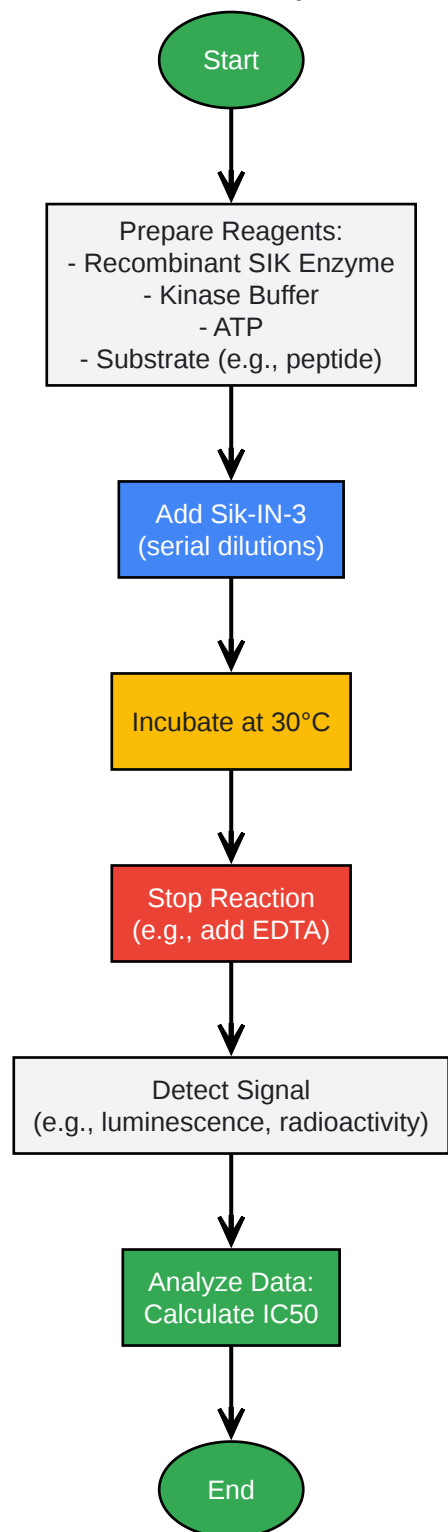 Start
Prepare Reagents:
- Recombinant SIK Enzyme
- Kinase Buffer
- ATP
- Substrate (e.g., peptide)
Add Sik-IN-3
(serial dilutions)
Incubate at 30°C
Stop Reaction
(e.g., add EDTA)
Detect Signal
(e.g., luminescence, radioactivity)
Analyze Data:
Calculate IC50
End